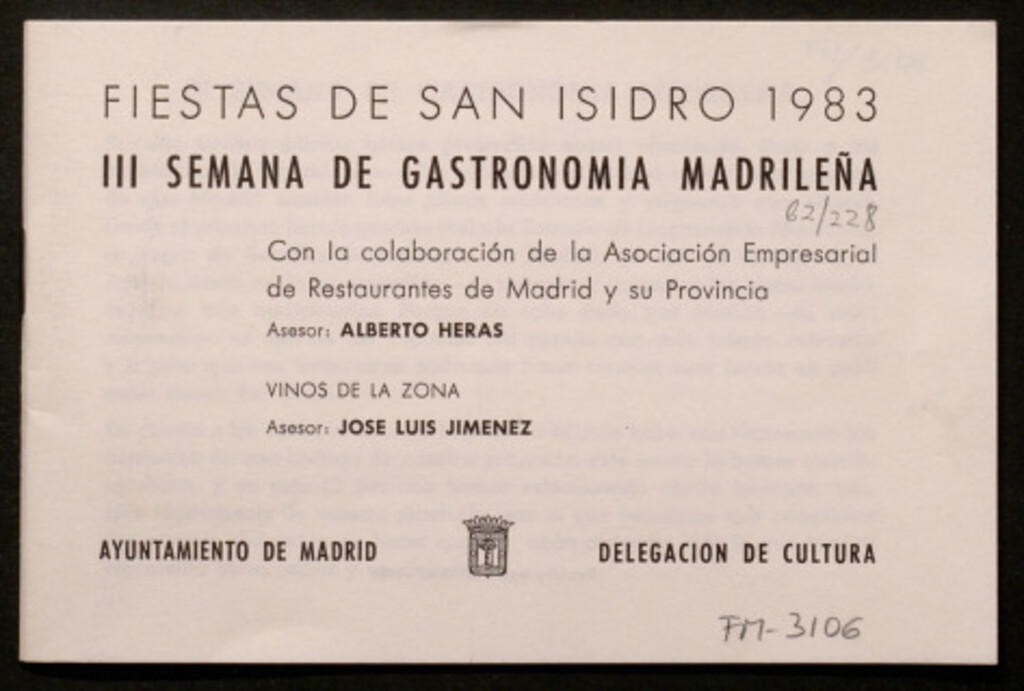 FIESTAS DE SAN ISIDRO 1983
III SEMANA DE GASTRONOMIA MADRILEÑA
62/228
Con la colaboración de la Asociación Empresarial
de Restaurantes de Madrid y su Provincia
Asesor: ALBERTO HERAS
VINOS DE LA ZONA
Asesor: JOSE LUIS JIMENEZ
AYUNTAMIENTO DE MADRID
DELEGACION DE CULTURA
FM-3106